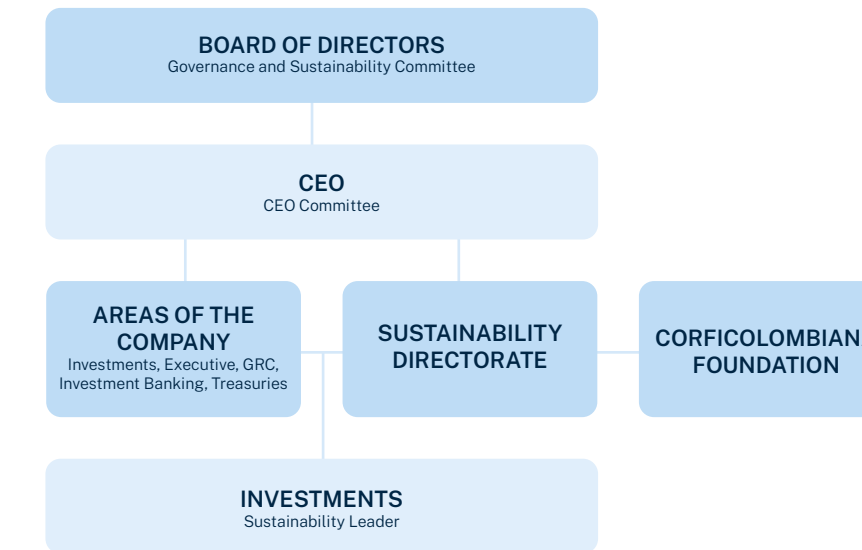 BOARD OF DIRECTORS
Governance and Sustainability Committee
CEO
CEO Committee
AREAS OF THE
COMPANY
Investments, Executive, GRC,
Investment Banking, Treasuries
SUSTAINABILITY
DIRECTORATE
CORFICOLOMBIAN
FOUNDATION
INVESTMENTS
Sustainability Leader